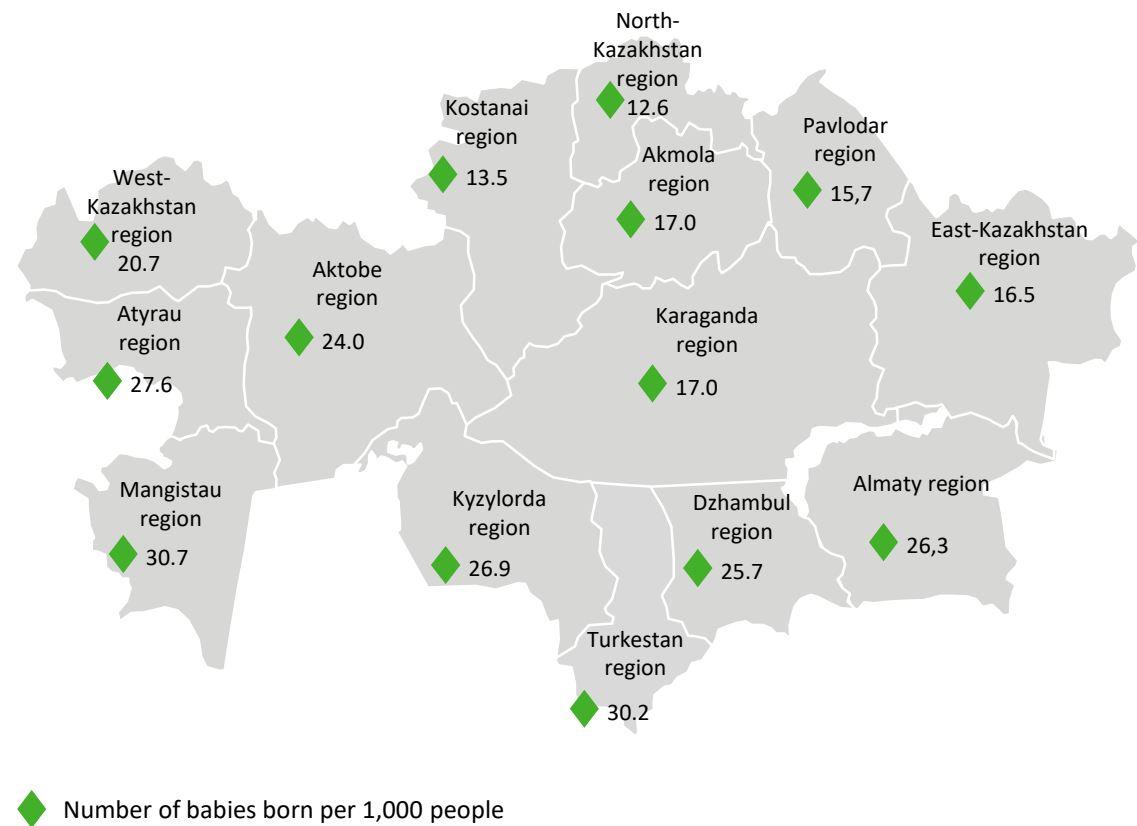 North-
Kazakhstan
region
12.6
Kostanai
region
13.5
Pavlodar
region
15,7
Akmola
region
17.0
West-
Kazakhstan
region
20.7
East-Kazakhstan
region
16.5
Aktobe
region
24.0
Atyrau
region
27.6
Karaganda
region
17.0
Mangistau
region
30.7
Kyzylorda
region
26.9
Dzhambul
region
25.7
Almaty region
26,3
Turkestan
region
30.2
Number of babies born per 1,000 people